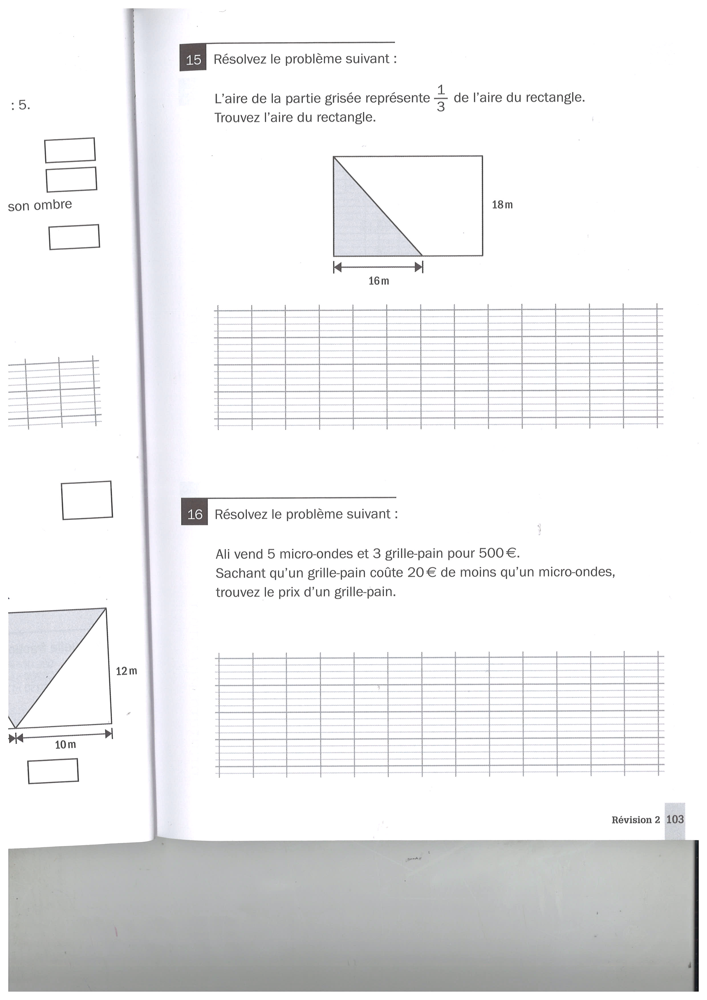 : 5.
son ombre
12 m
10 m
15 Résolvez le problème suivant :
L'aire de la partie grisée représente 1/3 de l'aire du rectangle.
Trouvez l'aire du rectangle.
18 m
16 m
16 Résolvez le problème suivant :
Ali vend 5 micro-ondes et 3 grille-pain pour 500 €.
Sachant qu'un grille-pain coûte 20 € de moins qu'un micro-ondes,
trouvez le prix d'un grille-pain.
Révision 2 103